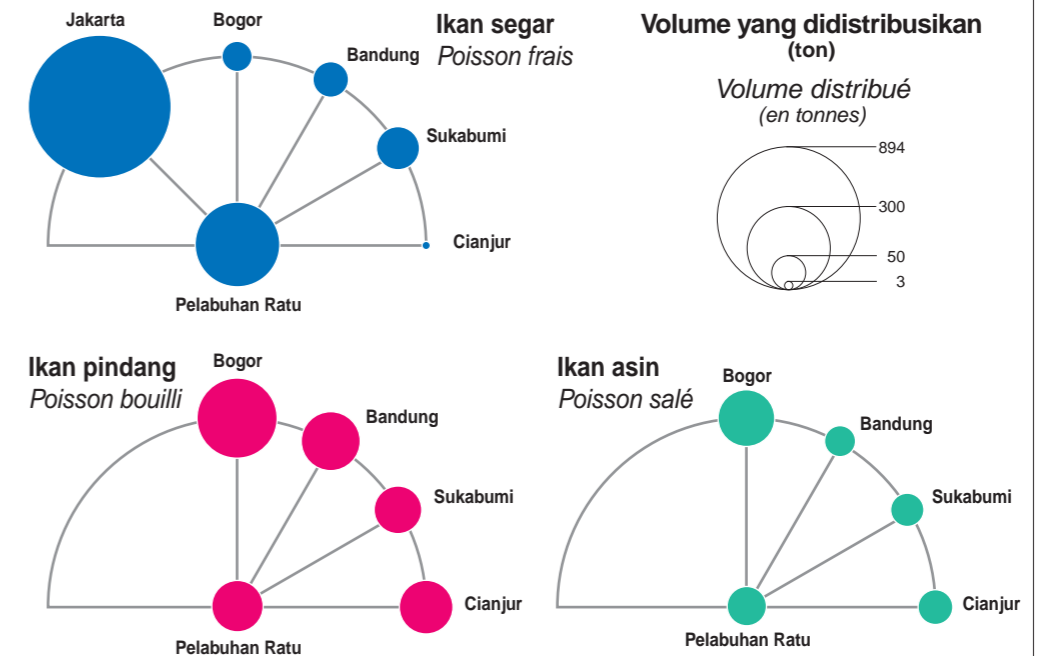 Ikan segar
Poisson frais
Jakarta
Bogor
Bandung
Sukabumi
Cianjur
Pelabuhan Ratu
Volume yang didistribusikan
(ton)
Volume distribué
(en tonnes)
894
300
50
3
Ikan pindang
Poisson bouilli
Bogor
Bandung
Sukabumi
Cianjur
Pelabuhan Ratu
Ikan asin
Poisson salé
Bogor
Bandung
Sukabumi
Cianjur
Pelabuhan Ratu